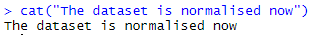 > cat("The dataset is normalised now")
The dataset is normalised now